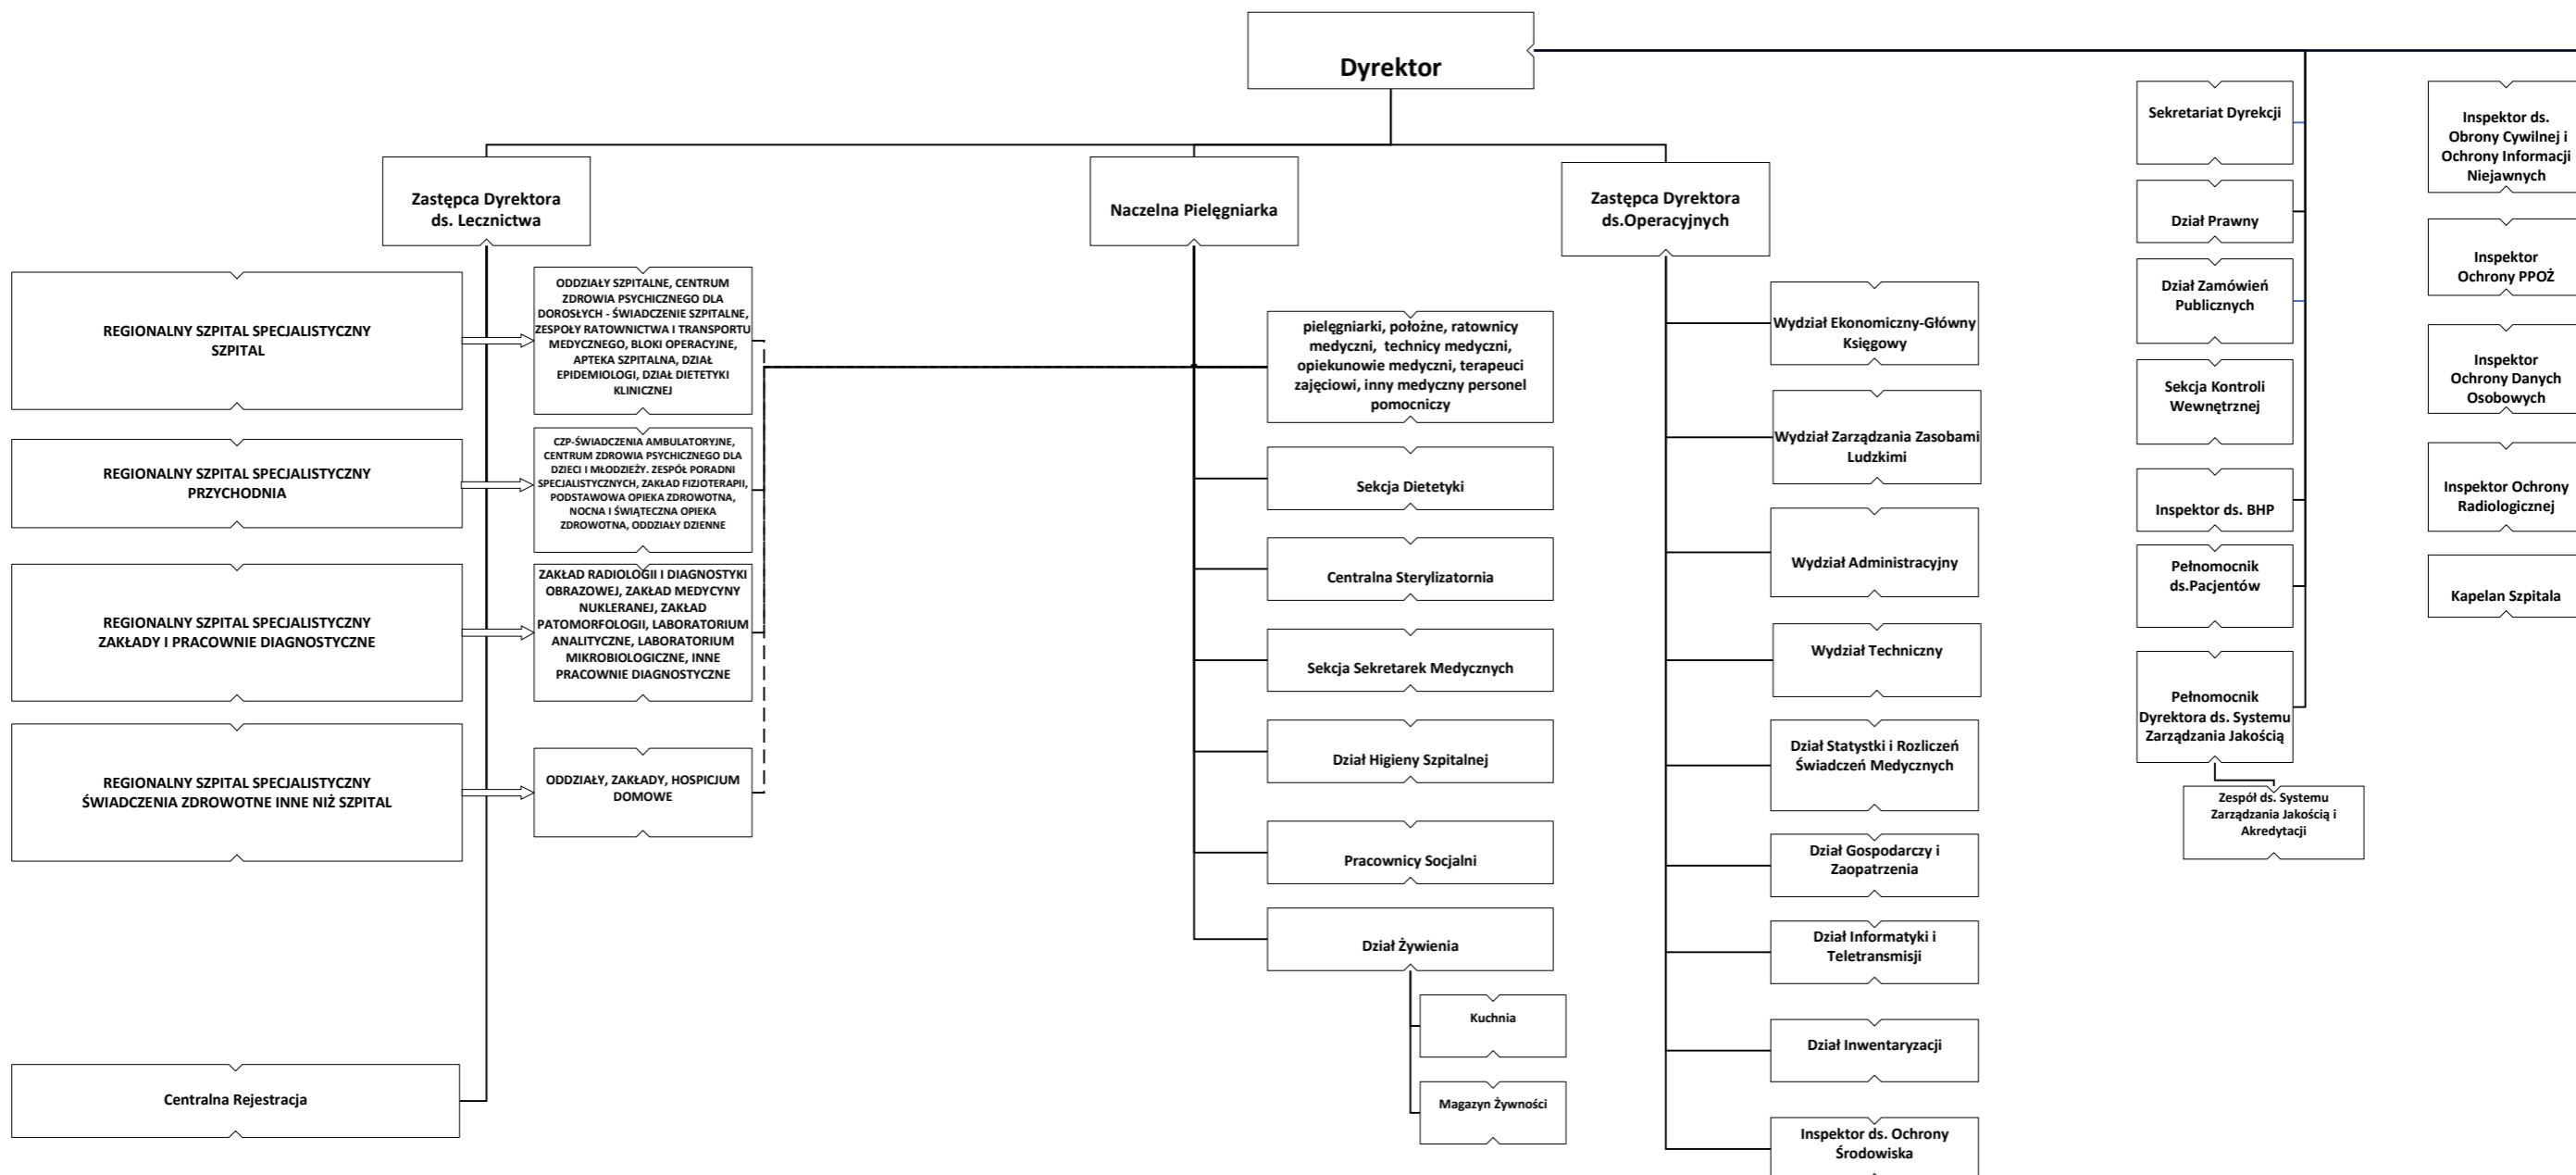 Dyrektor
Zastępca Dyrektora
ds. Lecznictwa
Naczelna Pielęgniarka
Zastępca Dyrektora
ds.Operacyjnych
REGIONALNY SZPITAL SPECJALISTYCZNY
SZPITAL
ODDZIAŁY SZPITALNE, CENTRUM
ZDROWIA PSYCHICZNEGO DLA
DOROSŁYCH - ŚWIADCZENIE SZPITALNE,
ZESPOŁY RATOWNICTWA I TRANSPORTU
MEDYCZNEGO, BLOKI OPERACYJNE,
APTEKA SZPITALNA, DZIAŁ
EPIDEMIOLOGI, DZIAŁ DIETETYKI
KLINICZNEJ
REGIONALNY SZPITAL SPECJALISTYCZNY
PRZYCHODNIA
CZP-ŚWIADCZENIA AMBULATORYJNE,
CENTRUM ZDROWIA PSYCHICZNEGO DLA
DZIECI I MŁODZIEŻY. ZESPÓŁ PORADNI
SPECJALISTYCZNYCH, ZAKŁAD FIZJOTERAPII,
PODSTAWOWA OPIEKA ZDROWOTNA,
NOCNA I ŚWIĄTECZNA OPIEKA
ZDROWOTNA, ODDZIAŁY DZIENNE
REGIONALNY SZPITAL SPECJALISTYCZNY
ZAKŁADY I PRACOWNIE DIAGNOSTYCZNE
ZAKŁAD RADIOLOGII I DIAGNOSTYKI
OBRAZOWEJ, ZAKŁAD MEDYCYNY
NUKLERANEJ, ZAKŁAD
PATOMORFOLOGII, LABORATORIUM
ANALITYCZNE, LABORATORIUM
MIKROBIOLOGICZNE, INNE
PRACOWNIE DIAGNOSTYCZNE
REGIONALNY SZPITAL SPECJALISTYCZNY
ŚWIADCZENIA ZDROWOTNE INNE NIŻ SZPITAL
ODDZIAŁY, ZAKŁADY, HOSPICJUM
DOMOWE
Centralna Rejestracja
pielęgniarki, położne, ratownicy
medyczni, technicy medyczni,
opiekunowie medyczni, terapeuci
zajęciowi, inny medyczny personel
pomocniczy
Sekcja Dietetyki
Centralna Sterylizatornia
Sekcja Sekretarek Medycznych
Dział Higieny Szpitalnej
Pracownicy Socjalni
Dział Żywienia
Kuchnia
Magazyn Żywności
Wydział Ekonomiczny-Główny
Księgowy
Wydział Zarządzania Zasobami
Ludzkimi
Wydział Administracyjny
Wydział Techniczny
Dział Statystki i Rozliczeń
Świadczeń Medycznych
Dział Gospodarczy i
Zaopatrzenia
Dział Informatyki i
Teletransmisji
Dział Inwentaryzacji
Inspektor ds. Ochrony
Środowiska
Sekretariat Dyrekcji
Dział Prawny
Dział Zamówień
Publicznych
Sekcja Kontroli
Wewnętrznej
Inspektor ds. BHP
Pełnomocnik
ds.Pacjentów
Pełnomocnik
Dyrektora ds. Systemu
Zarządzania Jakością
Zespół ds. Systemu
Zarządzania Jakością i
Akredytacji
Inspektor ds.
Obrony Cywilnej i
Ochrony Informacji
Niejawnych
Inspektor
Ochrony PPOŻ
Inspektor
Ochrony Danych
Osobowych
Inspektor Ochrony
Radiologicznej
Kapelan Szpitala